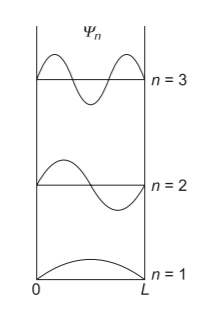 Ψn
n = 3
n = 2
n = 1
0 L